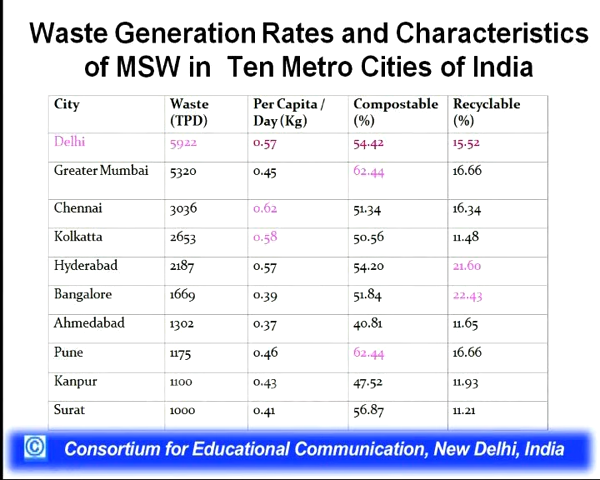 Waste Generation Rates and Characteristics
of MSW in Ten Metro Cities of India
City Waste (TPD) Per Capita / Day (Kg) Compostable (%) Recyclable (%)
Delhi 5922 0.57 54.42 15.52
Greater Mumbai 5320 0.45 62.44 16.66
Chennai 3036 0.62 51.34 16.34
Kolkatta 2653 0.58 50.56 11.48
Hyderabad 2187 0.57 54.20 21.60
Bangalore 1669 0.39 51.84 22.43
Ahmedabad 1302 0.37 40.81 11.65
Pune 1175 0.46 62.44 16.66
Kanpur 1100 0.43 47.52 11.93
Surat 1000 0.41 56.87 11.21
© Consortium for Educational Communication, New Delhi, India